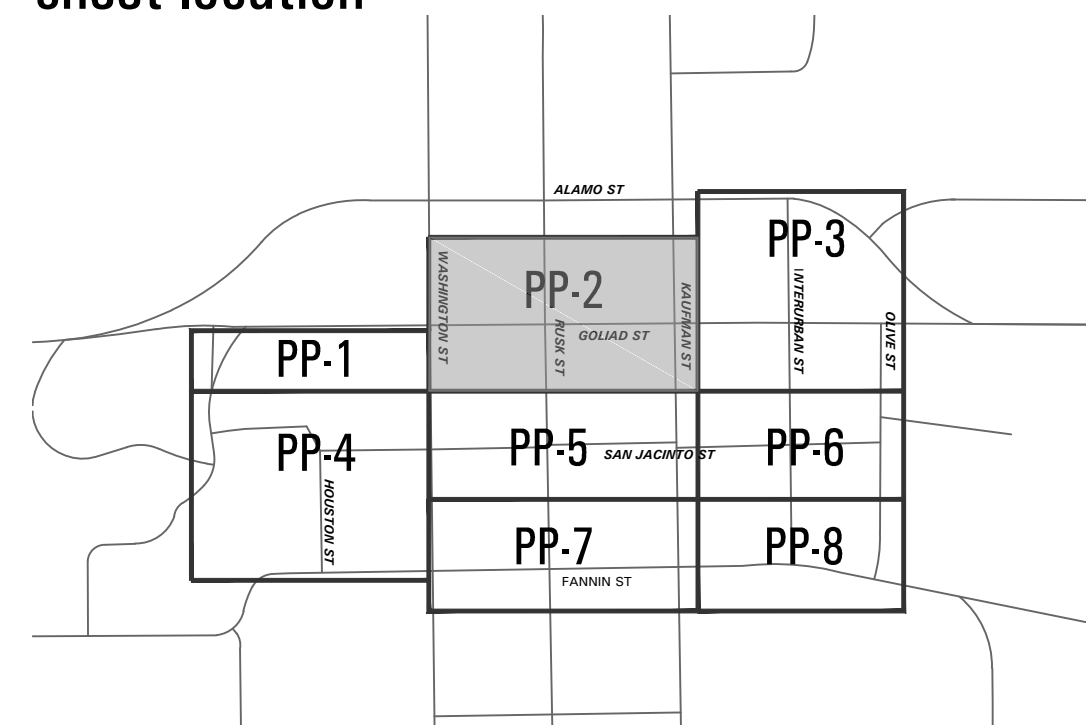 sheet location
ALAMO ST
PP-3
WASHINGTON ST
PP-2
KAUFMAN ST
INTERURBAN ST
OLIVE ST
RUSK ST
GOLIAD ST
PP-1
PP-4
PP-5
SAN JACINTO ST
PP-6
HOUSTON ST
PP-7
PP-8
FANNIN ST